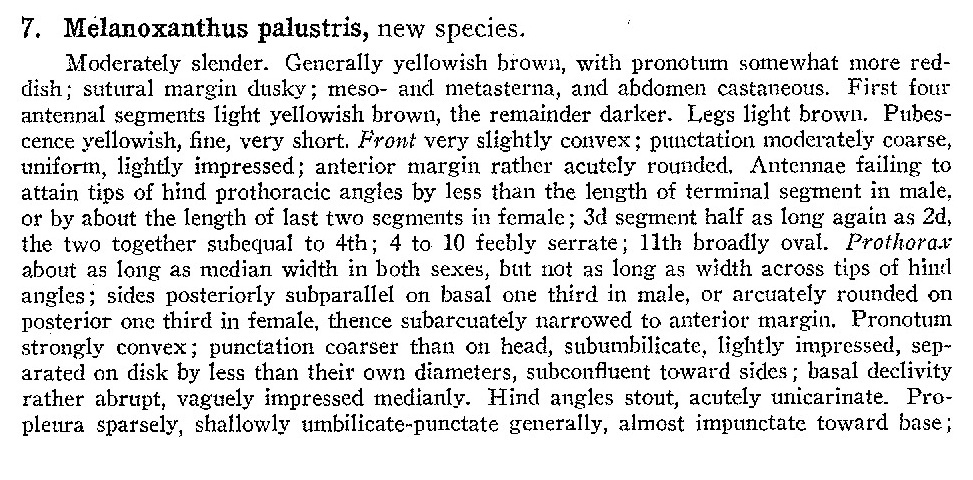 7. Melanoxanthus palustris, new species.
Moderately slender. Generally yellowish brown, with pronotum somewhat more red-
dish; sutural margin dusky; meso- and metasterna, and abdomen castaneous. First four
antennal segments light yellowish brown, the remainder darker. Legs light brown. Pubes-
cence yellowish, fine, very short. Front very slightly convex; punctation moderately coarse,
uniform, lightly impressed; anterior margin rather acutely rounded. Antennae failing to
attain tips of hind prothoracic angles by less than the length of terminal segment in male,
or by about the length of last two segments in female; 3d segment half as long again as 2d,
the two together subequal to 4th; 4 to 10 feebly serrate; 11th broadly oval. Prothorax
about as long as median width in both sexes, but not as long as width across tips of hind
angles; sides posteriorly subparallel on basal one third in male, or arcuately rounded on
posterior one third in female, thence subarcuately narrowed to anterior margin. Pronotum
strongly convex; punctation coarser than on head, subumbilicate, lightly impressed, sep-
arated on disk by less than their own diameters, subconfluent toward sides; basal declivity
rather abrupt, vaguely impressed medianly. Hind angles stout, acutely unicarinate. Pro-
pleura sparsely, shallowly umbilicate-punctate generally, almost impunctate toward base;